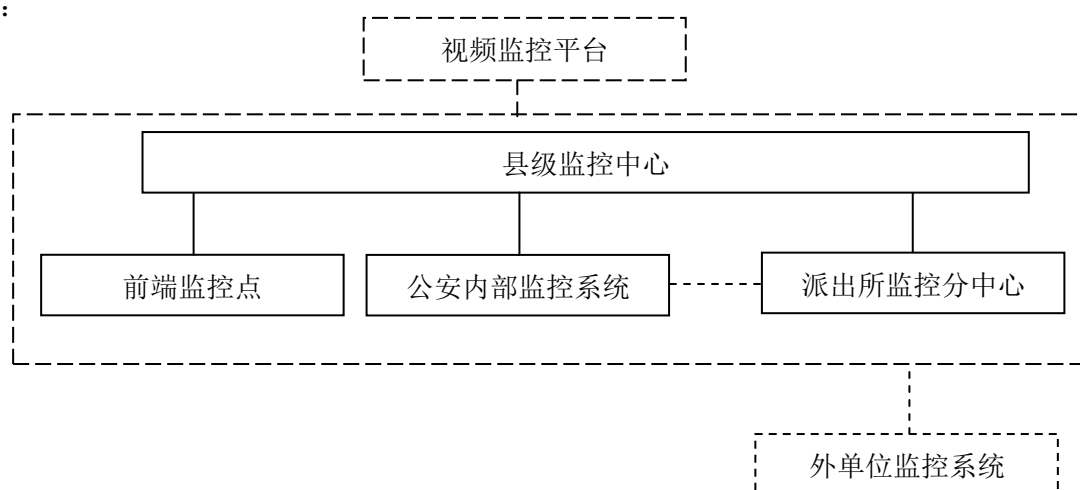 ：
视频监控平台
县级监控中心
前端监控点
公安内部监控系统
派出所监控分中心
外单位监控系统